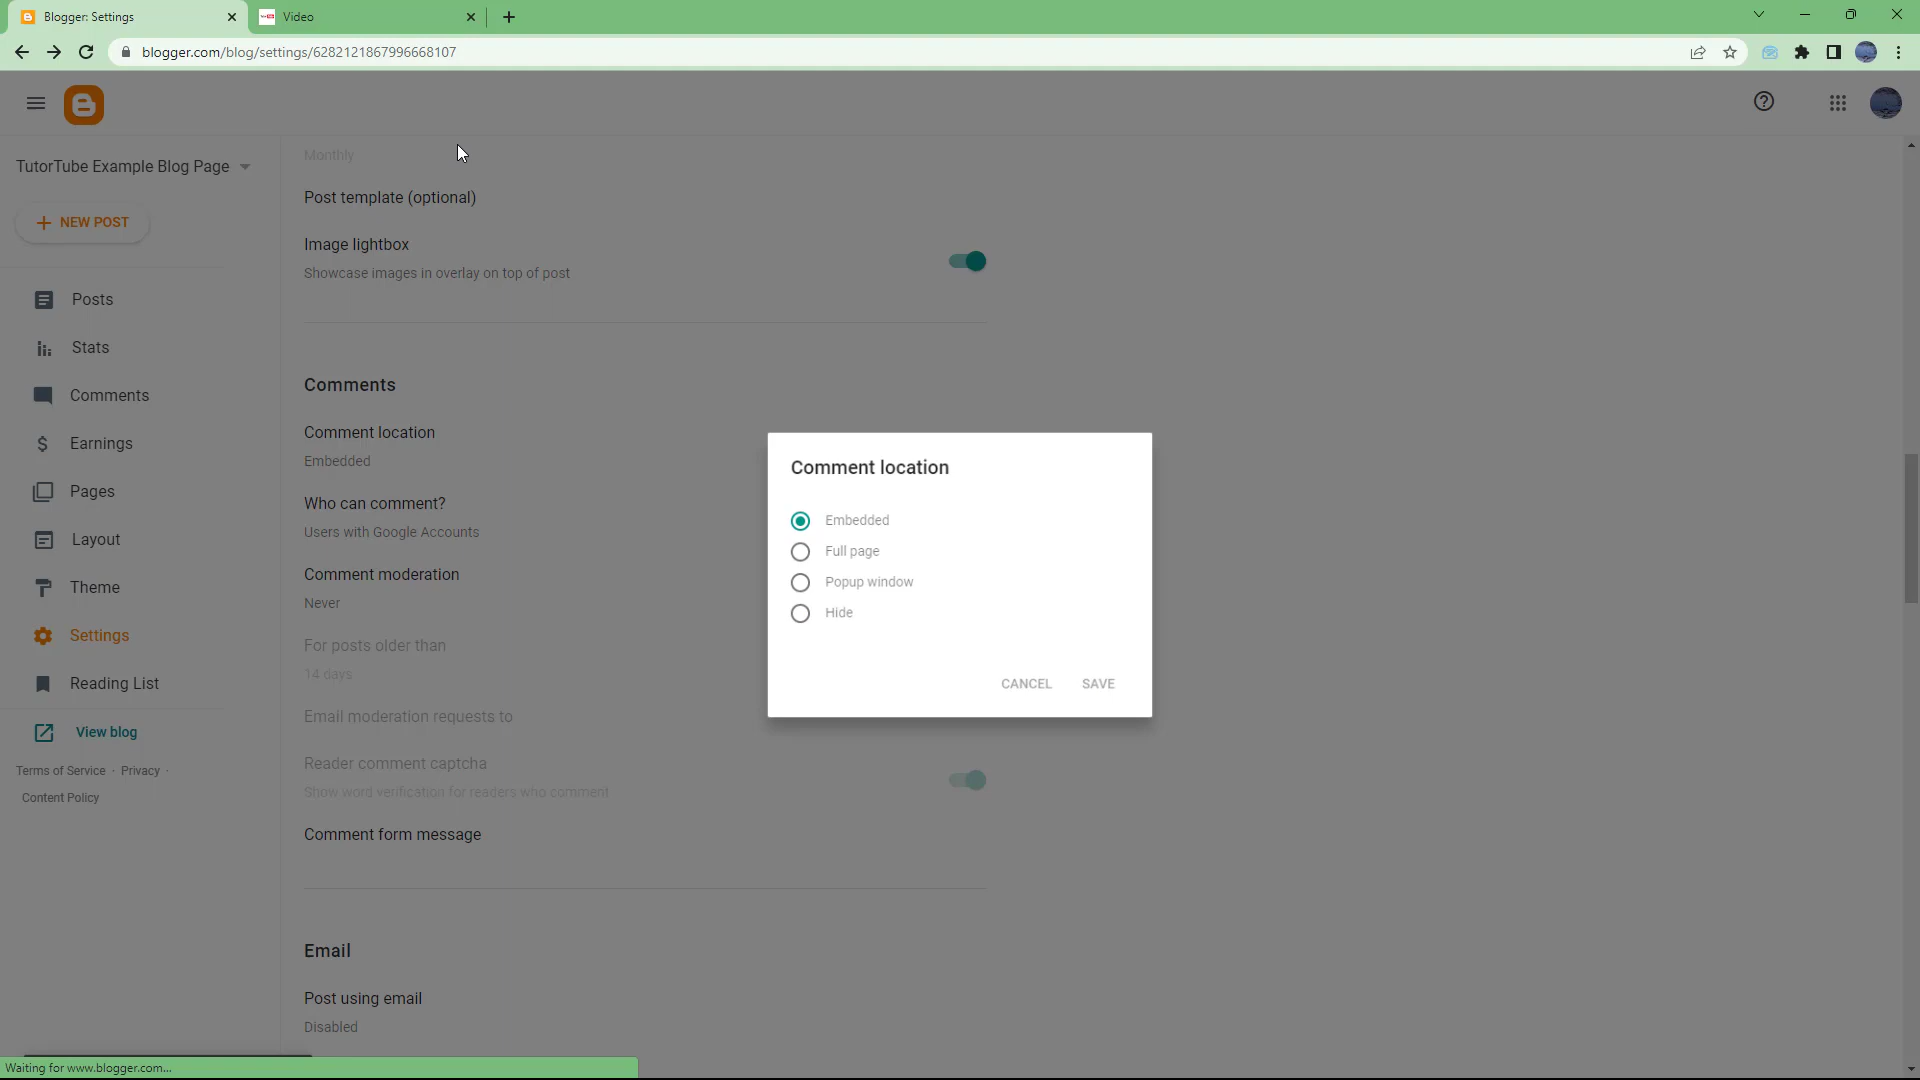 Blogger: Settings
Video
blogger.com/blog/settings/6282121867996668107
TutorTube Example Blog Page
NEW POST
Posts
Stats
Comments
Earnings
Pages
Layout
Theme
Settings
Reading List
View blog
Terms of Service · Privacy ·
Content Policy
Monthly
Post template (optional)
Image lightbox
Showcase images in overlay on top of post
Comments
Comment location
Embedded
Who can comment?
Users with Google Accounts
Comment moderation
Never
For posts older than
14 days
Email moderation requests to
Reader comment captcha
Show word verification for readers who comment
Comment form message
Email
Post using email
Disabled
Comment location
Embedded
Full page
Popup window
Hide
CANCEL SAVE
Waiting for www.blogger.com...